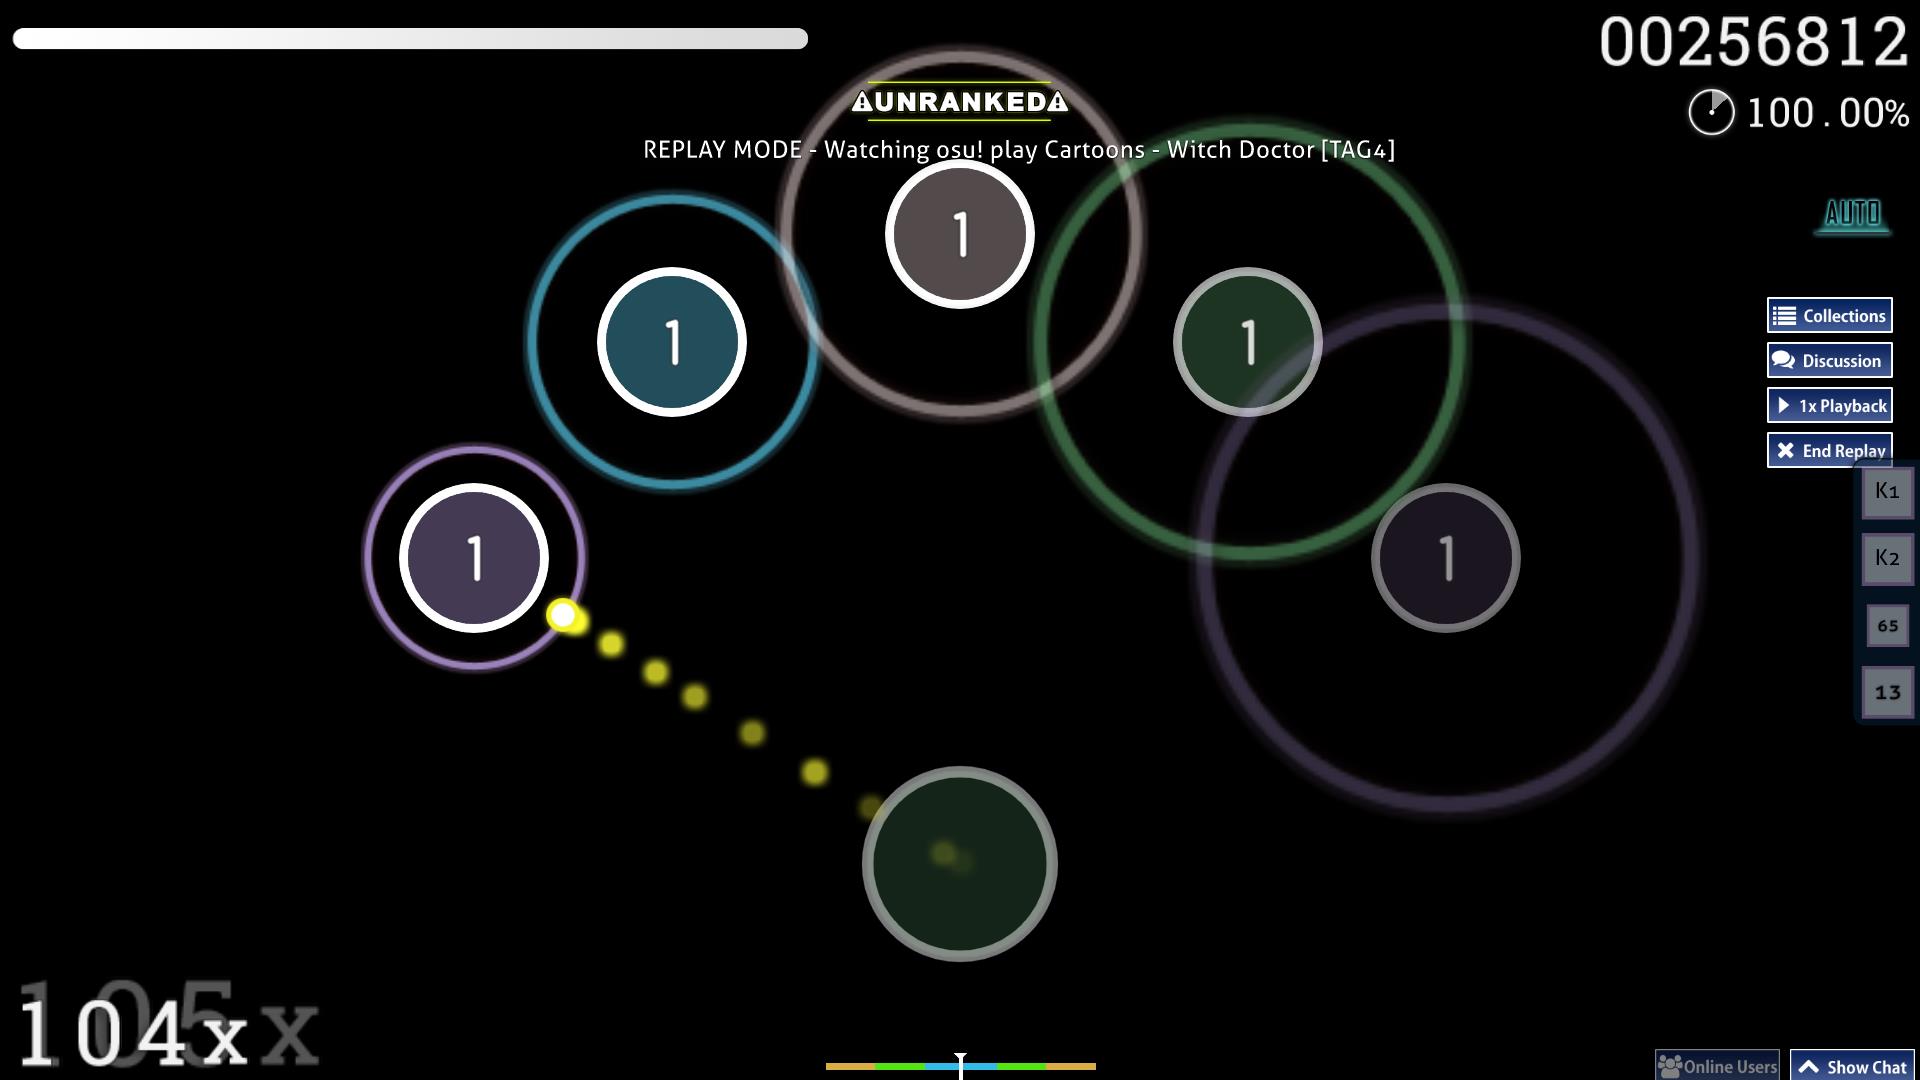 00256812
UNRANKED
100.00%
REPLAY MODE - Watching osu! play Cartoons - Witch Doctor [TAG4]
AUTO
1
1
1
1
1
Collections
Discussion
1x Playback
End Replay
K1
K2
65
13
105x
104x
Online Users
Show Chat